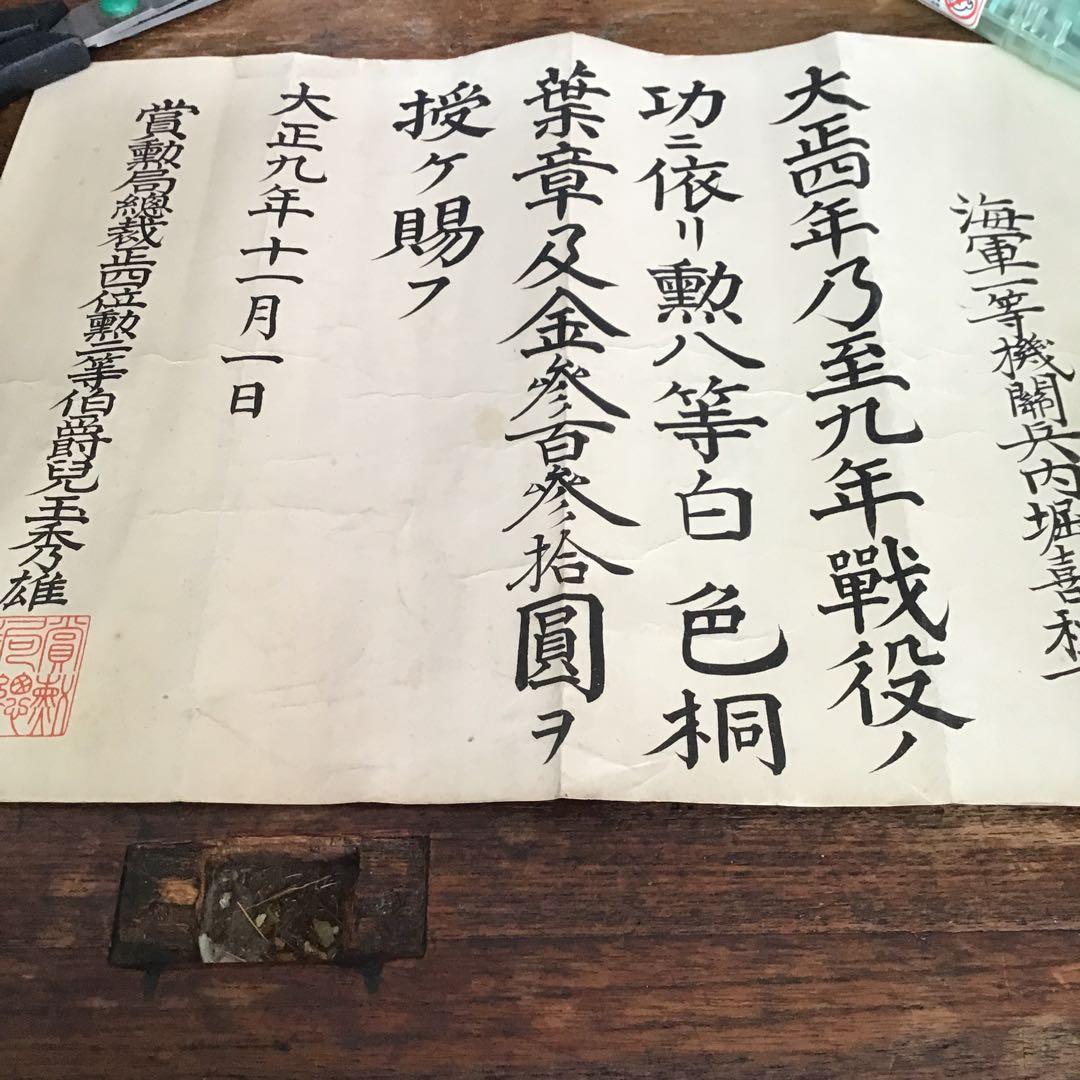 海軍一等機關兵内堀喜
大正四年乃至九年戰役ノ
功ニ依リ勲八等白色桐
葉章及金參百參拾圓ヲ
授ケ賜フ
大正九年十一月一日
賞勲局總裁正四位勲二等伯爵兒玉秀雄